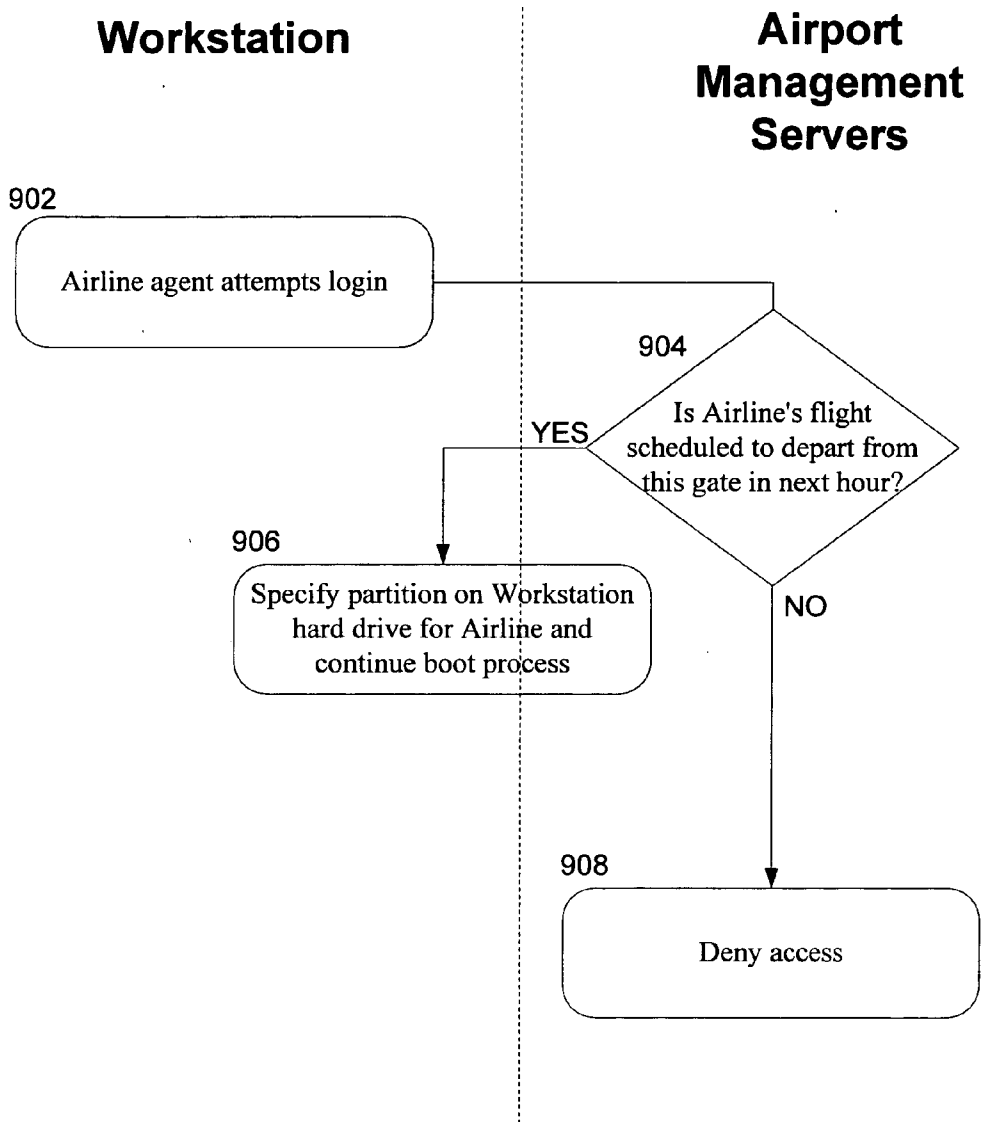 Workstation
Airport
Management
Servers
902
Airline agent attempts login
904
Is Airline's flight
scheduled to depart from
this gate in next hour?
YES
906
Specify partition on Workstation
hard drive for Airline and
continue boot process
NO
908
Deny access